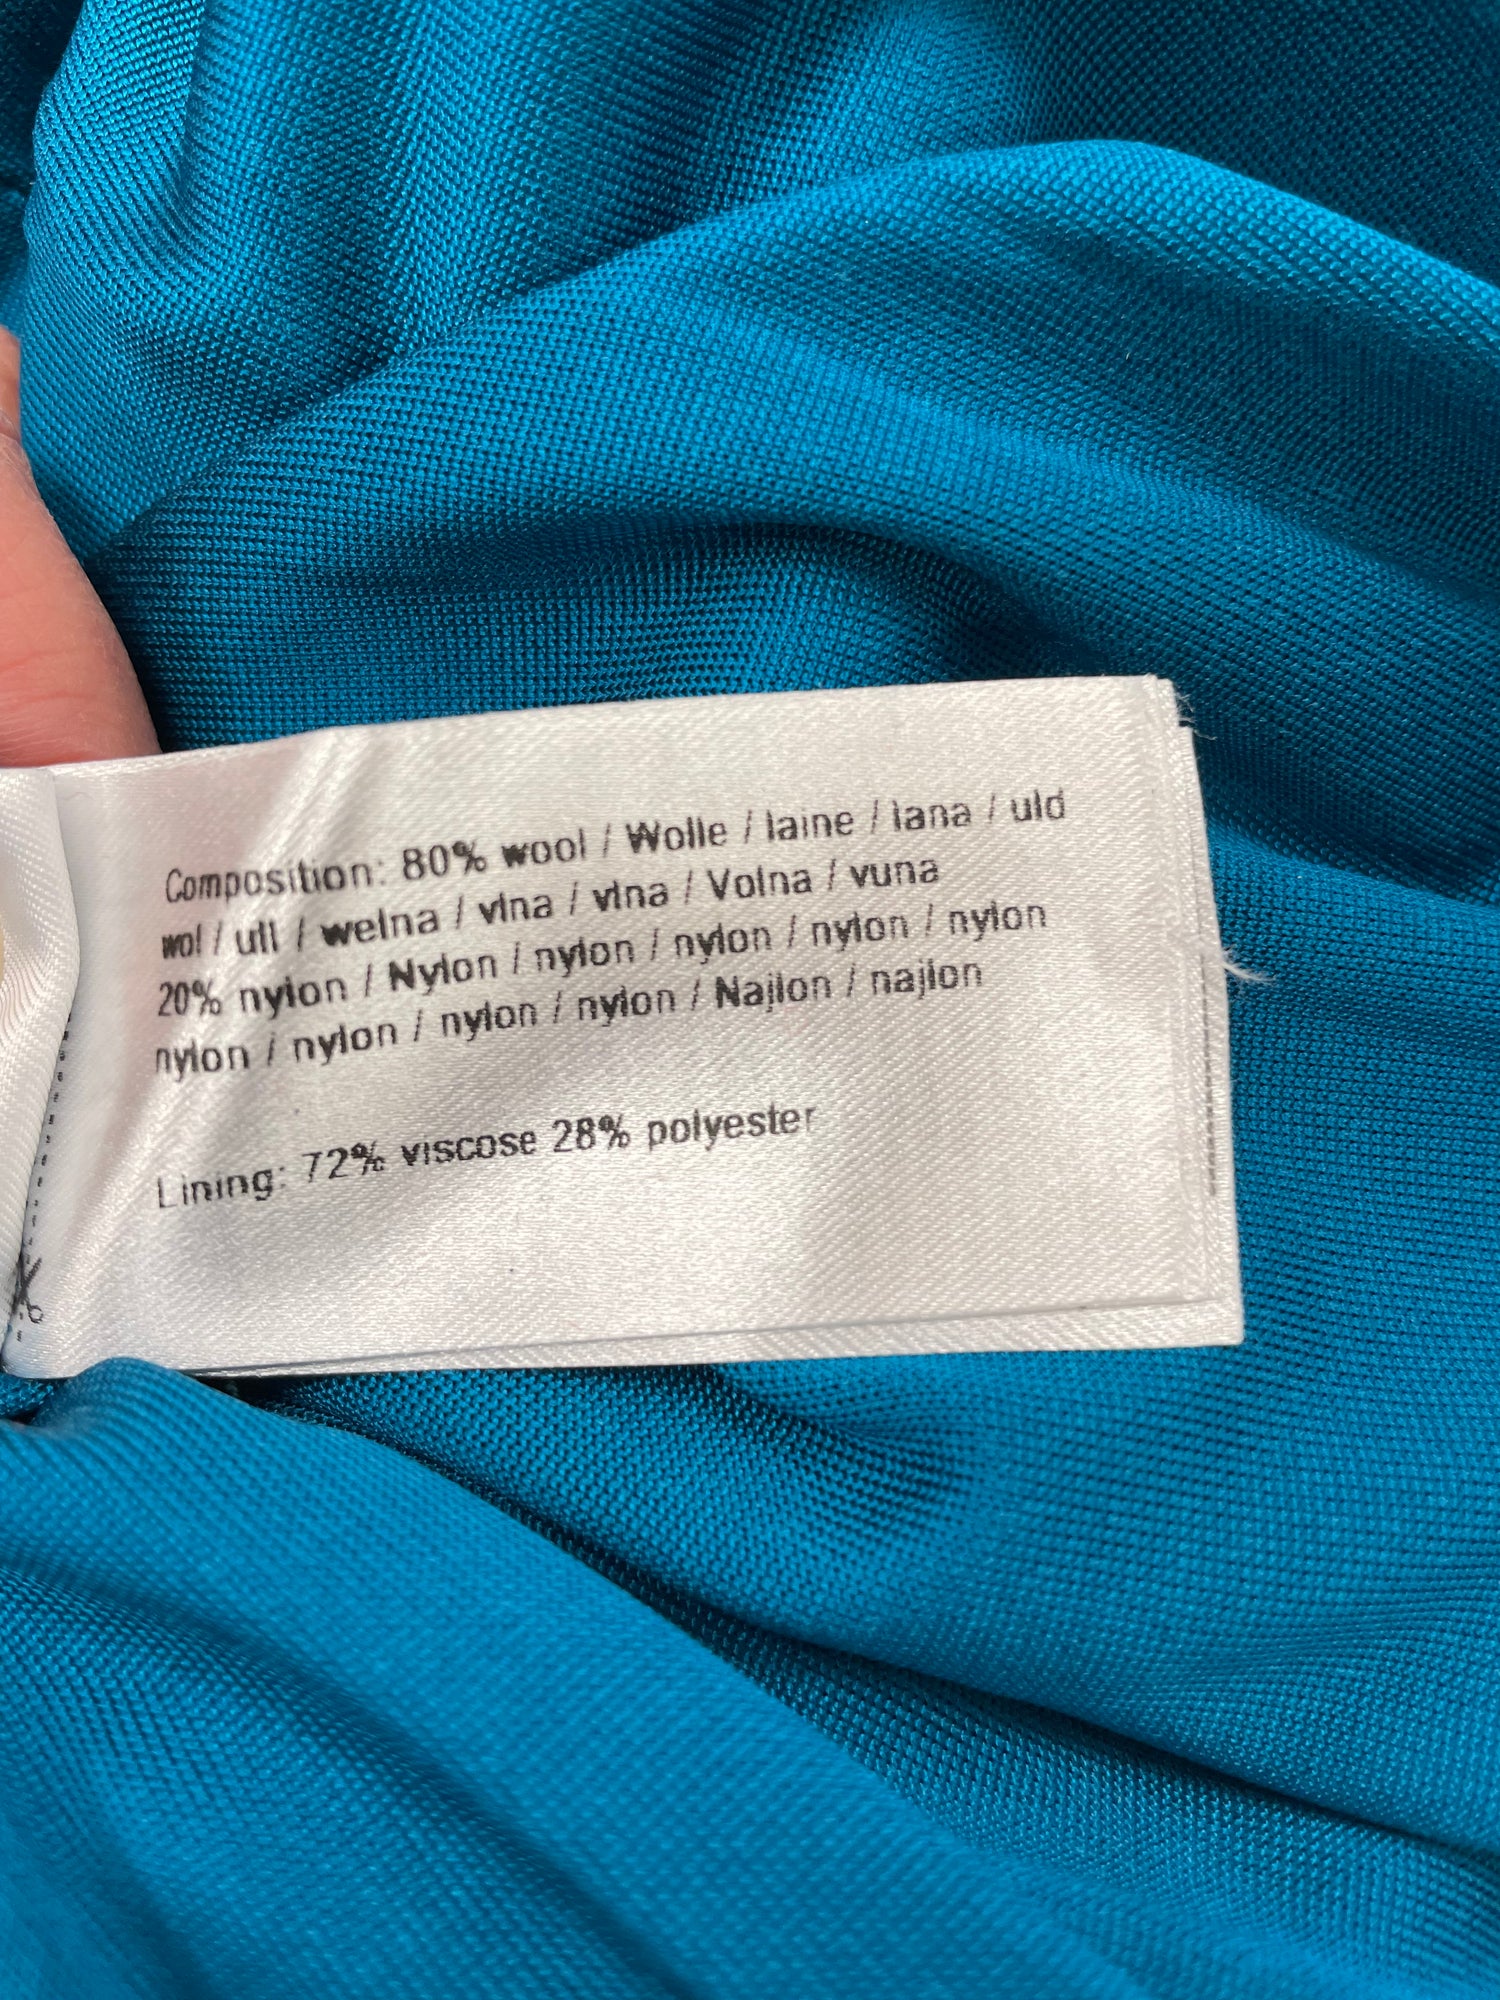 Composition: 80% wool / Wolle / laine / lana / uld
wol / ull / welna / vlna / vlna / Volna / vuna
20% nylon / Nylon / nylon / nylon / nylon / nylon
nylon / nylon / nylon / nylon / Najlon / najlon
Lining: 72% viscose 28% polyester